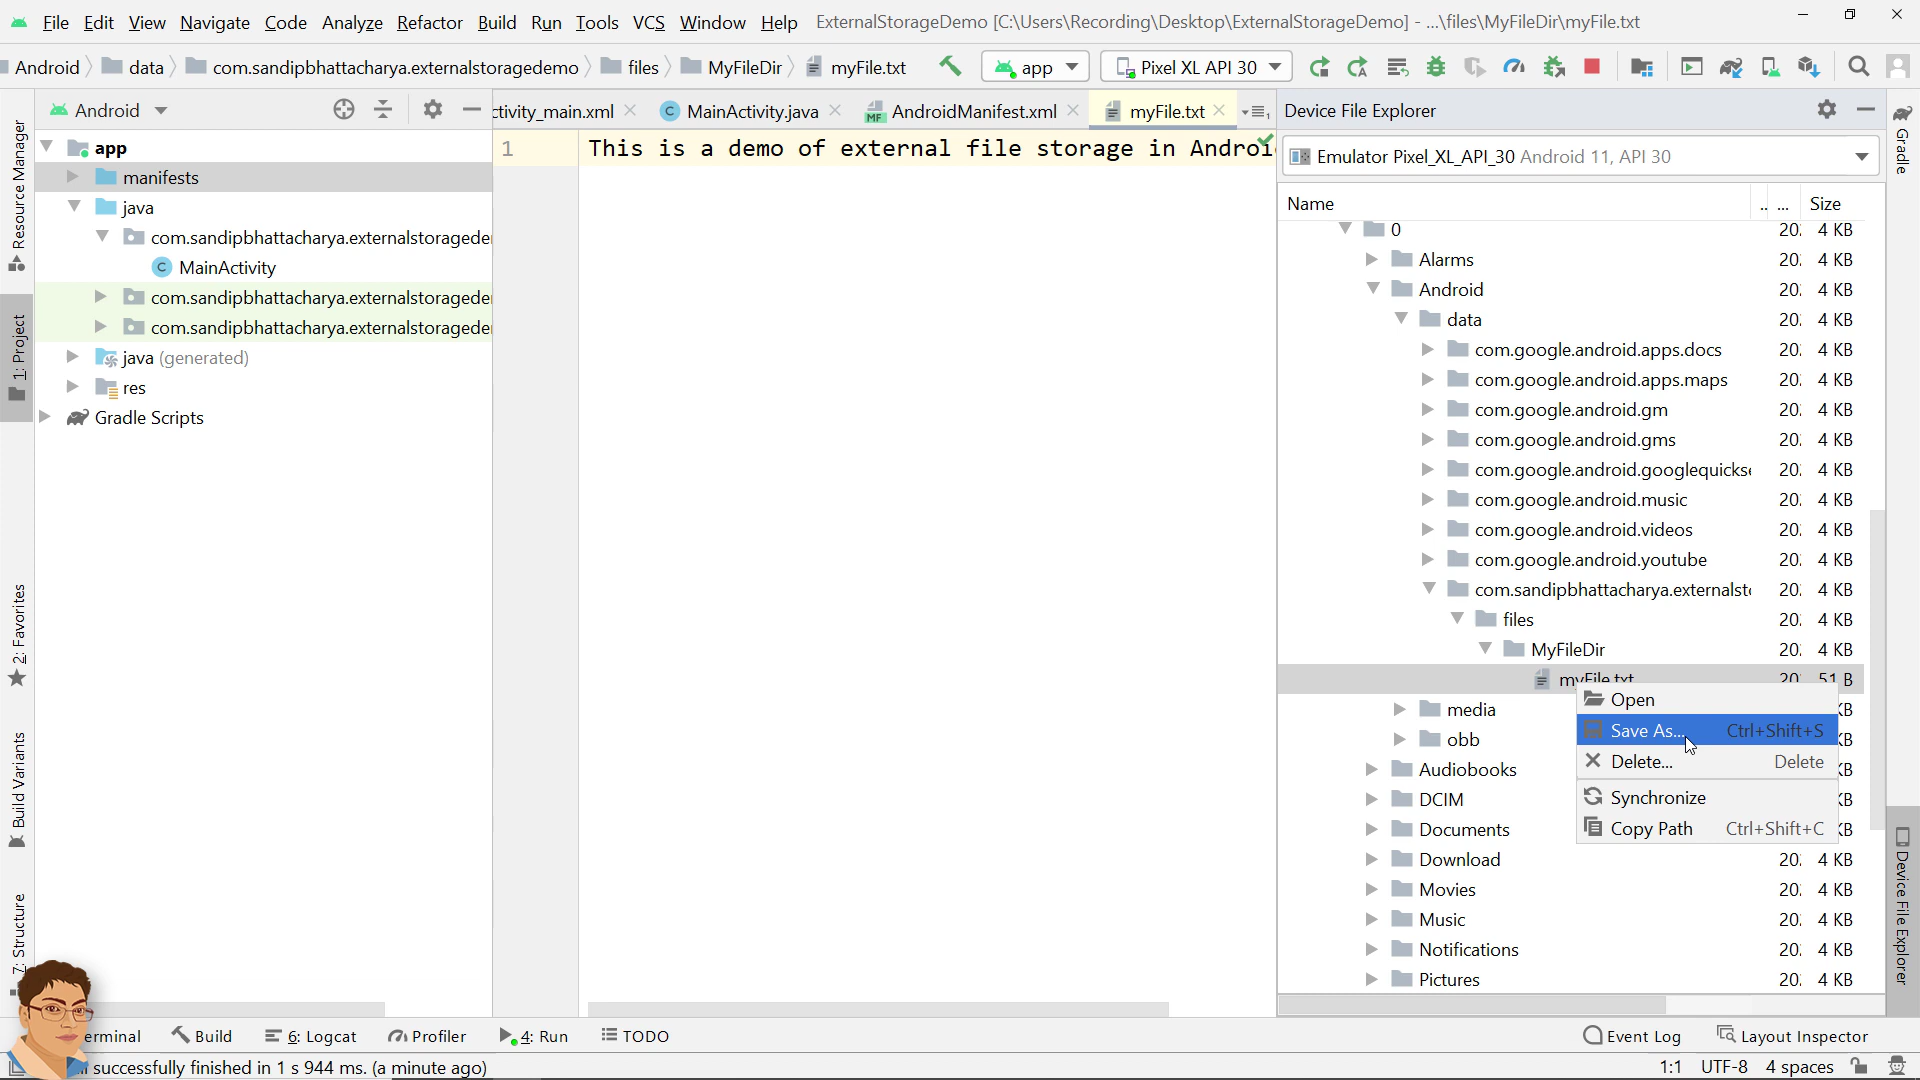 File Edit View Navigate Code Analyze Refactor Build Run Tools VCS Window Help ExternalStorageDemo [C:\Users\Recording\Desktop\ExternalStorageDemo] - ...\files\MyFileDir\myFile.txt
Android data com.sandipbhattacharya.externalstoragedemo files MyFileDir myFile.txt app Pixel XL API 30
Android
ctivity_main.xml MainActivity.java AndroidManifest.xml myFile.txt
Device File Explorer
Resource Manager
1: Project
2: Favorites
Build Variants
7: Structure
app
manifests
java
com.sandipbhattacharya.externalstoragede
MainActivity
com.sandipbhattacharya.externalstoragede
com.sandipbhattacharya.externalstoragede
java (generated)
res
Gradle Scripts
1 This is a demo of external file storage in Androi
Emulator Pixel_XL_API_30 Android 11, API 30
Name .. ... Size
0 20 4 KB
Alarms 20 4 KB
Android 20 4 KB
data 20 4 KB
com.google.android.apps.docs 20 4 KB
com.google.android.apps.maps 20 4 KB
com.google.android.gm 20 4 KB
com.google.android.gms 20 4 KB
com.google.android.googlequickse 20 4 KB
com.google.android.music 20 4 KB
com.google.android.videos 20 4 KB
com.google.android.youtube 20 4 KB
com.sandipbhattacharya.externalst 20 4 KB
files 20 4 KB
MyFileDir 20 4 KB
myFile.txt 20 51 B
media KB
obb KB
Audiobooks KB
DCIM KB
Documents KB
Download 20 4 KB
Movies 20 4 KB
Music 20 4 KB
Notifications 20 4 KB
Pictures 20 4 KB
Open
Save As... Ctrl+Shift+S
Delete... Delete
Synchronize
Copy Path Ctrl+Shift+C
Gradle
Device File Explorer
erminal Build 6: Logcat Profiler 4: Run TODO Event Log Layout Inspector
successfully finished in 1 s 944 ms. (a minute ago) 1:1 UTF-8 4 spaces